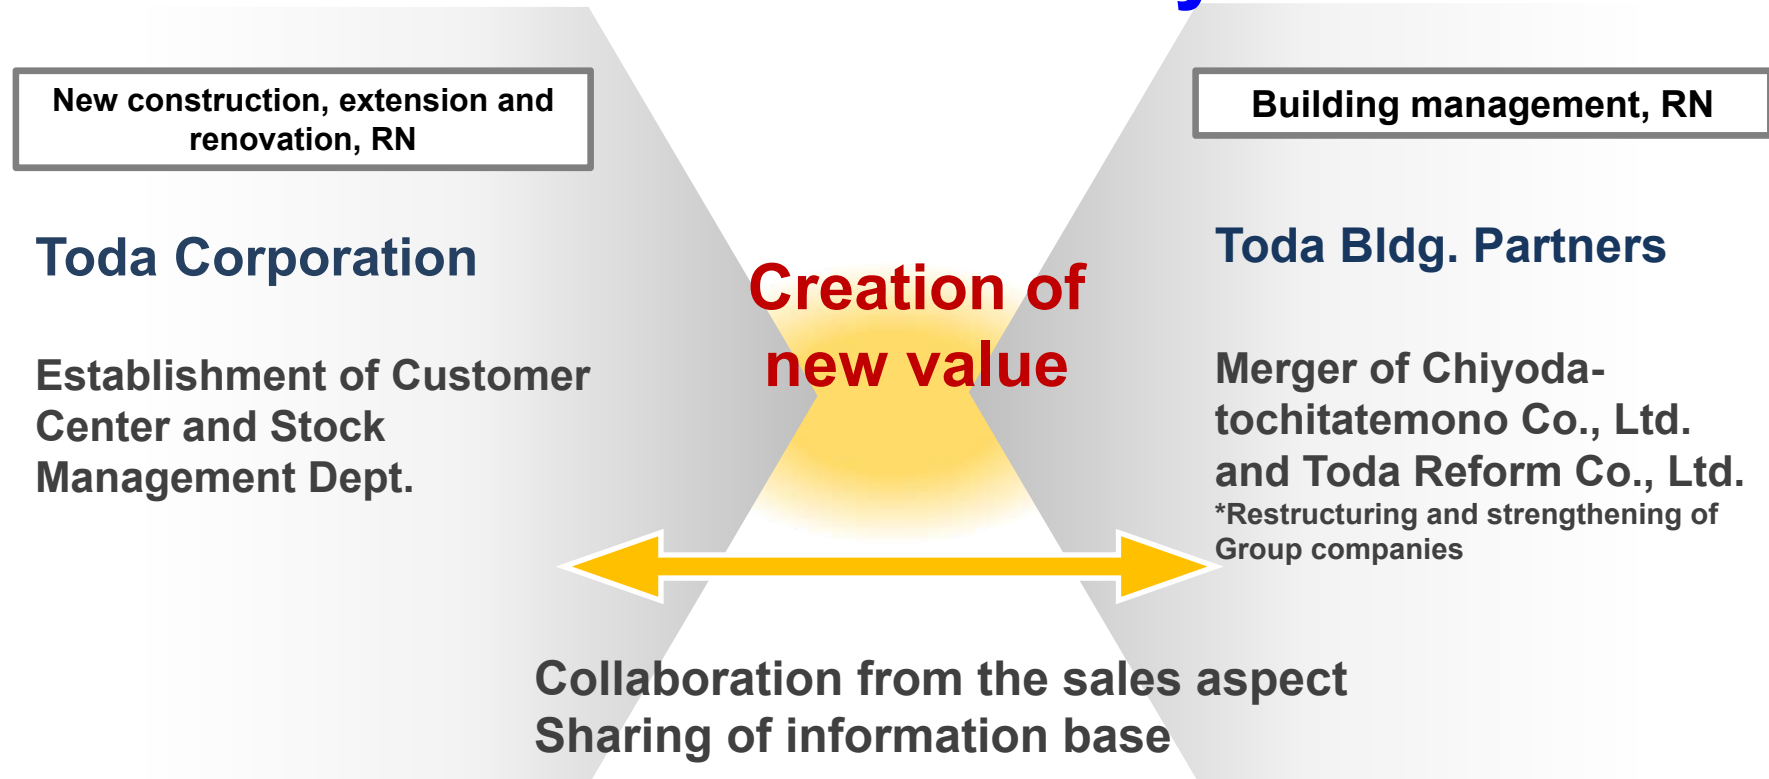 New construction, extension and
renovation, RN
Toda Corporation
Establishment of Customer
Center and Stock
Management Dept.
Creation of
new value
Building management, RN
Toda Bldg. Partners
Merger of Chiyoda-
tochitatemono Co., Ltd.
and Toda Reform Co., Ltd.
*Restructuring and strengthening of
Group companies
Collaboration from the sales aspect
Sharing of information base